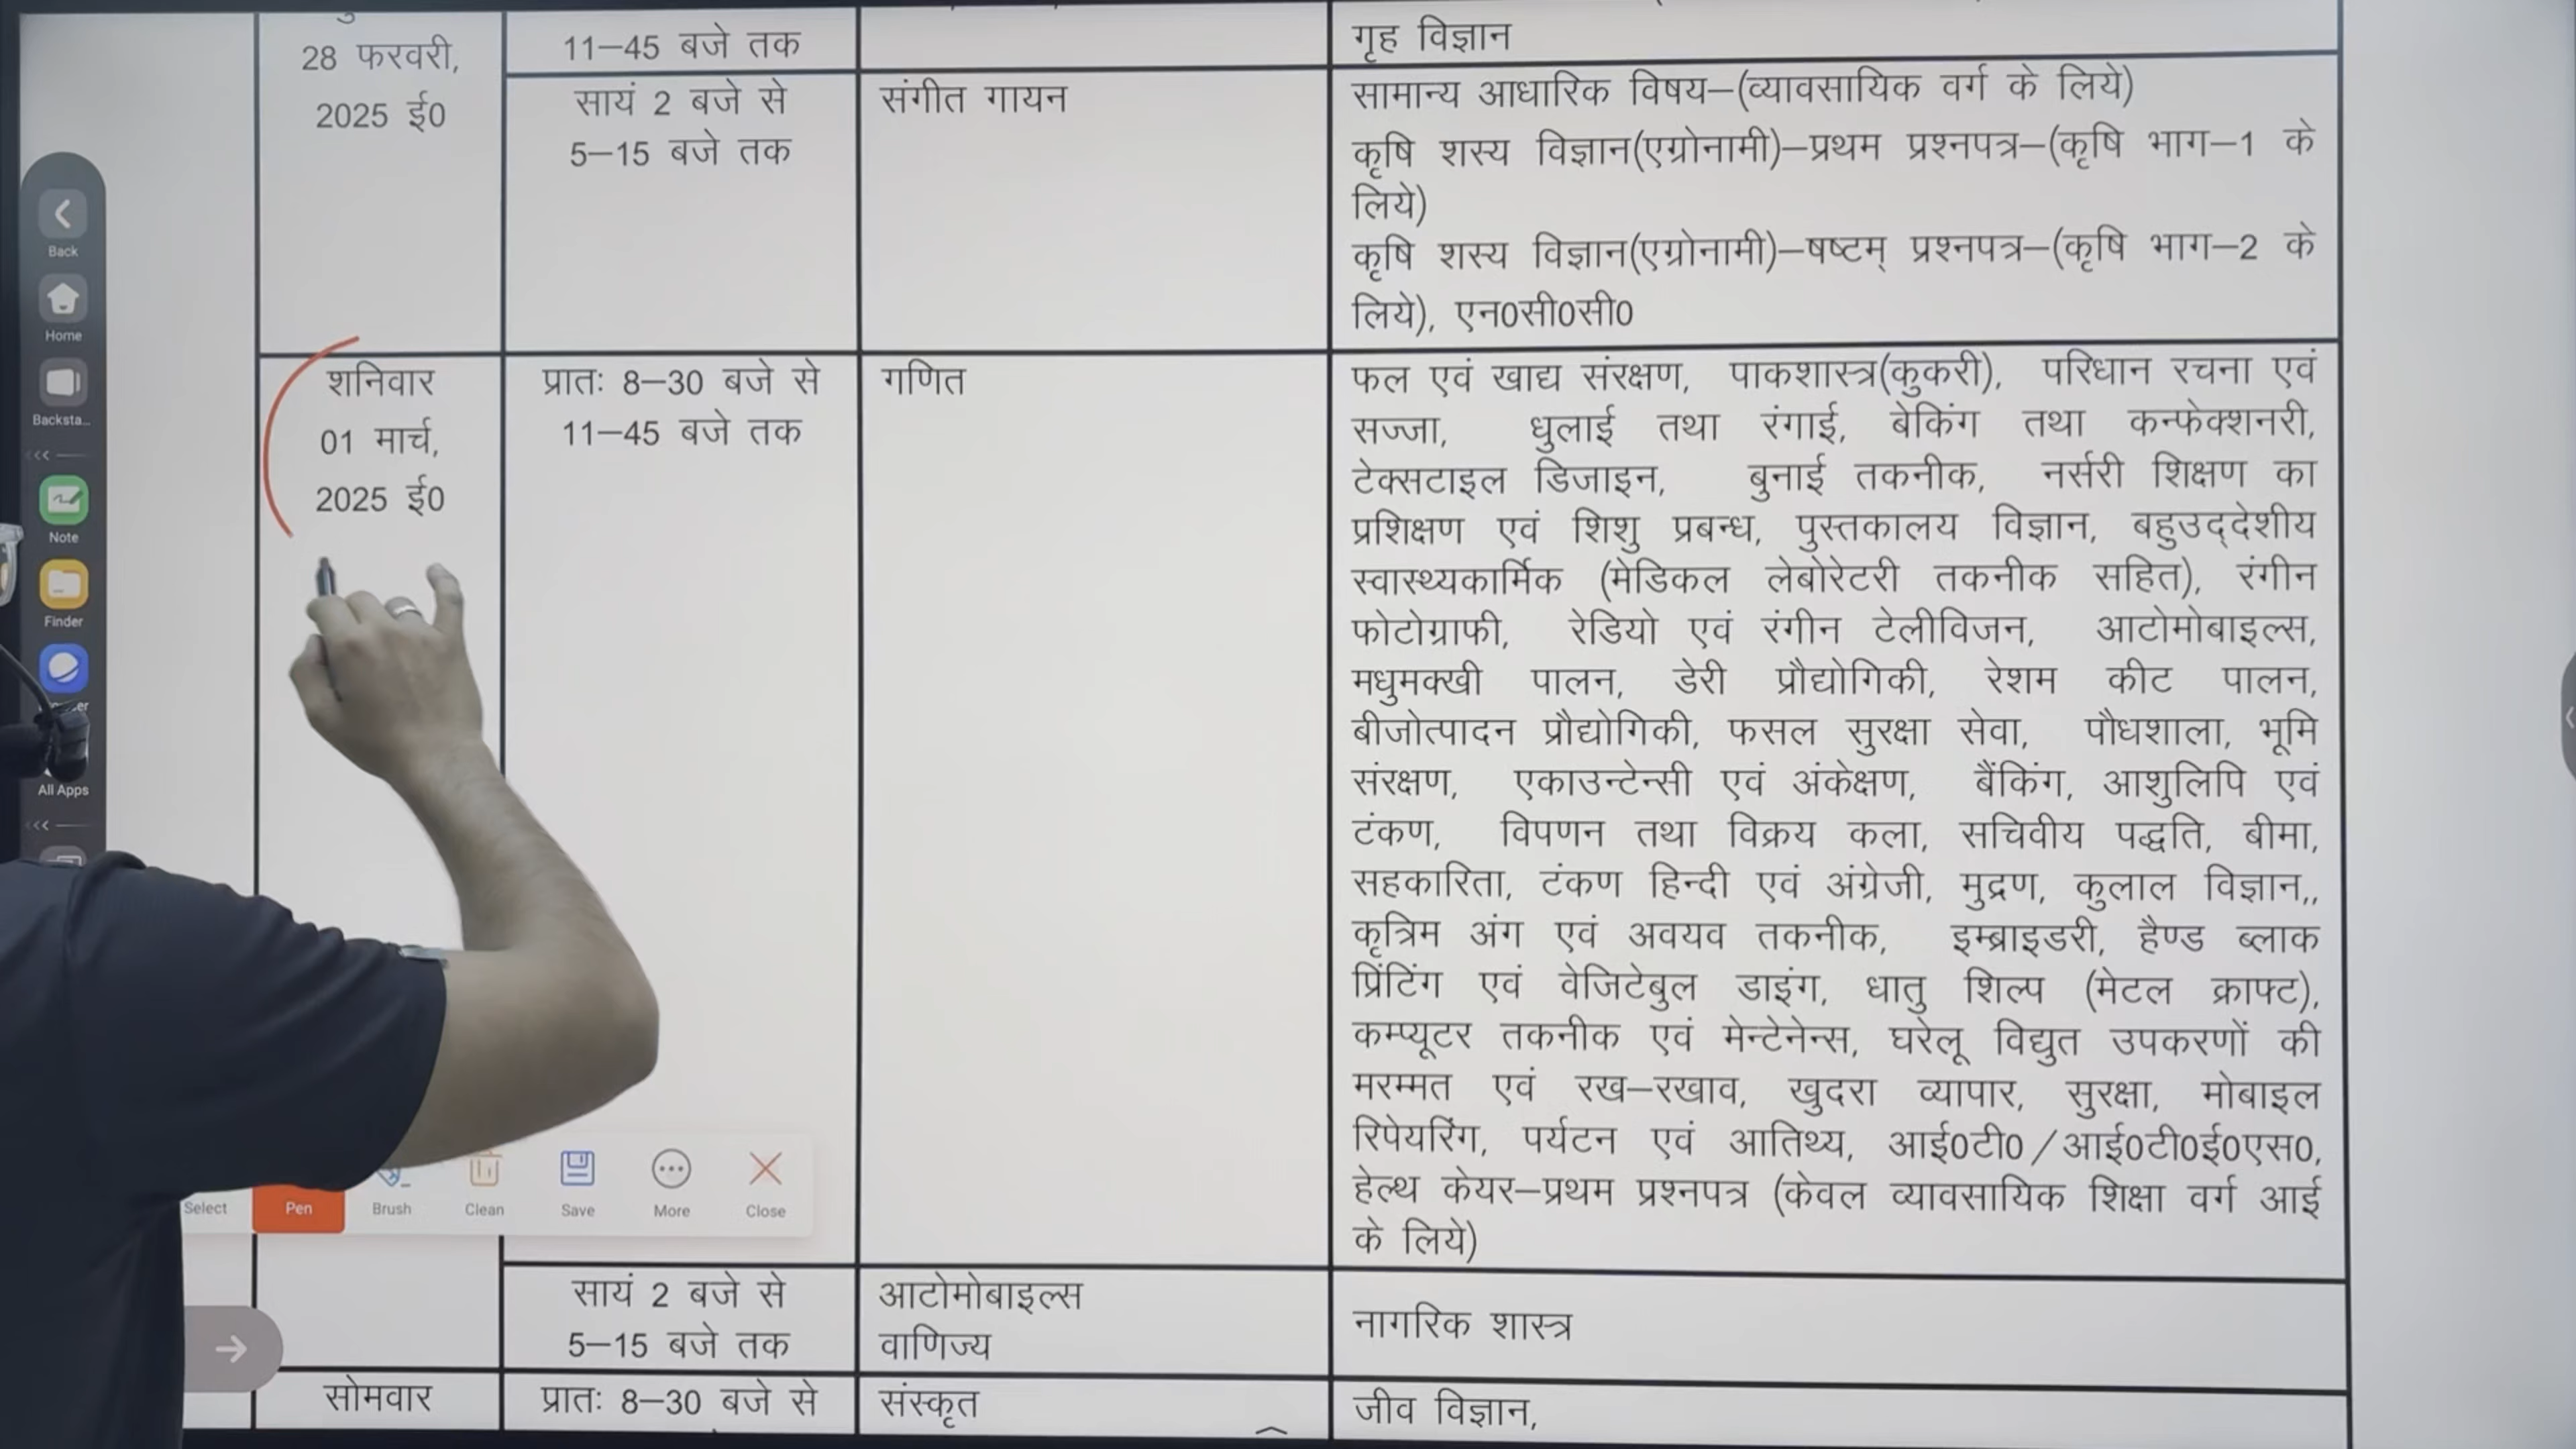 28 फरवरी,
2025 ई0
11–45 बजे तक
गृह विज्ञान
सायं 2 बजे से
5–15 बजे तक
संगीत गायन
सामान्य आधारिक विषय–(व्यावसायिक वर्ग के लिये)
कृषि शस्य विज्ञान(एग्रोनामी)–प्रथम प्रश्नपत्र–(कृषि भाग–1 के
लिये)
कृषि शस्य विज्ञान(एग्रोनामी)–षष्टम् प्रश्नपत्र–(कृषि भाग–2 के
लिये), एन0सी0सी0
शनिवार
01 मार्च,
2025 ई0
प्रातः 8–30 बजे से
11–45 बजे तक
गणित
फल एवं खाद्य संरक्षण, पाकशास्त्र(कुकरी), परिधान रचना एवं
सज्जा, धुलाई तथा रंगाई, बेकिंग तथा कन्फेक्शनरी,
टेक्सटाइल डिजाइन, बुनाई तकनीक, नर्सरी शिक्षण का
प्रशिक्षण एवं शिशु प्रबन्ध, पुस्तकालय विज्ञान, बहुउद्देशीय
स्वास्थ्यकार्मिक (मेडिकल लेबोरेटरी तकनीक सहित), रंगीन
फोटोग्राफी, रेडियो एवं रंगीन टेलीविजन, आटोमोबाइल्स,
मधुमक्खी पालन, डेरी प्रौद्योगिकी, रेशम कीट पालन,
बीजोत्पादन प्रौद्योगिकी, फसल सुरक्षा सेवा, पौधशाला, भूमि
संरक्षण, एकाउन्टेन्सी एवं अंकेक्षण, बैंकिंग, आशुलिपि एवं
टंकण, विपणन तथा विक्रय कला, सचिवीय पद्धति, बीमा,
सहकारिता, टंकण हिन्दी एवं अंग्रेजी, मुद्रण, कुलाल विज्ञान,,
कृत्रिम अंग एवं अवयव तकनीक, इम्ब्राइडरी, हैण्ड ब्लाक
प्रिंटिंग एवं वेजिटेबुल डाइंग, धातु शिल्प (मेटल क्राफ्ट),
कम्प्यूटर तकनीक एवं मेन्टेनेन्स, घरेलू विद्युत उपकरणों की
मरम्मत एवं रख–रखाव, खुदरा व्यापार, सुरक्षा, मोबाइल
रिपेयरिंग, पर्यटन एवं आतिथ्य, आई0टी0/आई0टी0ई0एस0,
हेल्थ केयर–प्रथम प्रश्नपत्र (केवल व्यावसायिक शिक्षा वर्ग आई
के लिये)
सायं 2 बजे से
5–15 बजे तक
आटोमोबाइल्स
वाणिज्य
नागरिक शास्त्र
सोमवार
प्रातः 8–30 बजे से
संस्कृत
जीव विज्ञान,
Back
Home
Backsta...
Note
Finder
All Apps
Select
Pen
Brush
Clean
Save
More
Close